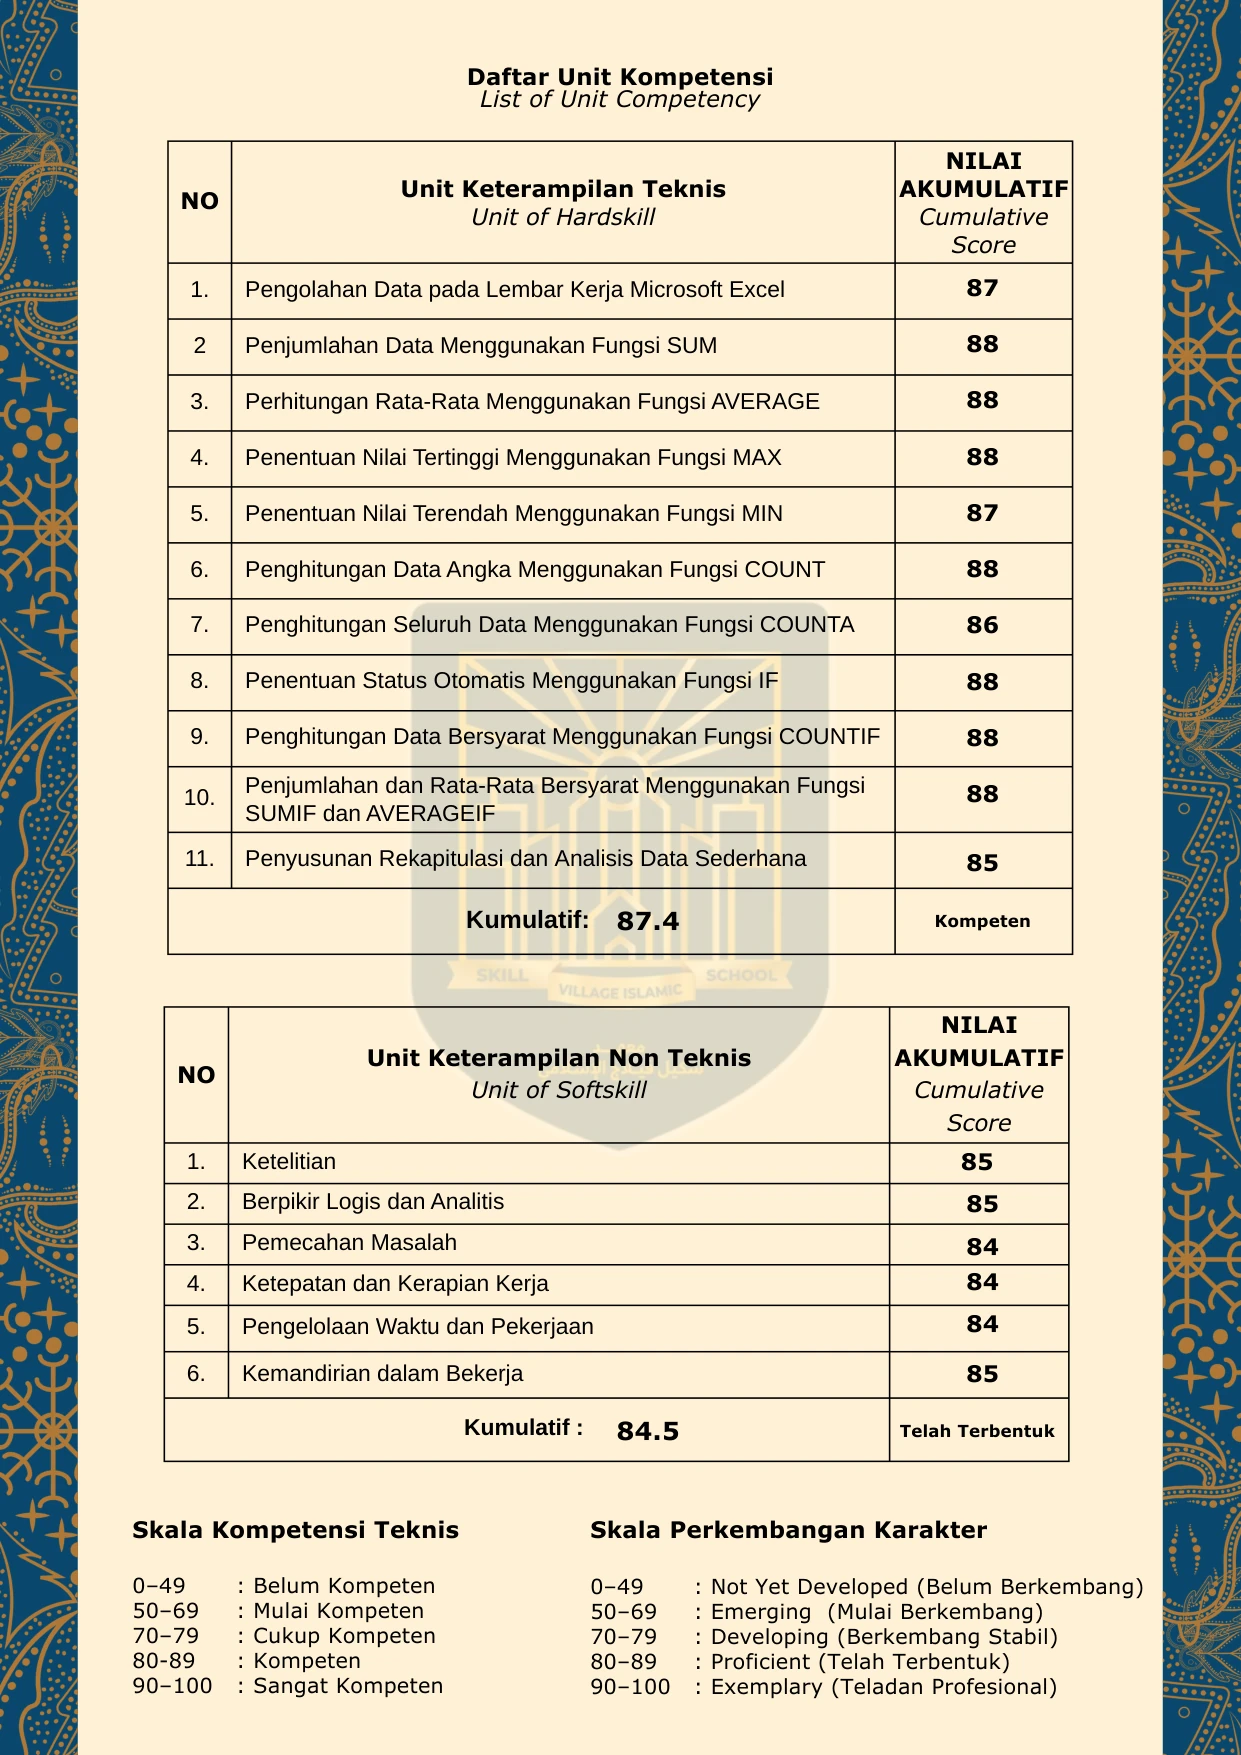 Daftar Unit Kompetensi
List of Unit Competency
NO
Unit Keterampilan Teknis
Unit of Hardskill
NILAI
AKUMULATIF
Cumulative
Score
1. Pengolahan Data pada Lembar Kerja Microsoft Excel 87
2 Penjumlahan Data Menggunakan Fungsi SUM 88
3. Perhitungan Rata-Rata Menggunakan Fungsi AVERAGE 88
4. Penentuan Nilai Tertinggi Menggunakan Fungsi MAX 88
5. Penentuan Nilai Terendah Menggunakan Fungsi MIN 87
6. Penghitungan Data Angka Menggunakan Fungsi COUNT 88
7. Penghitungan Seluruh Data Menggunakan Fungsi COUNTA 86
8. Penentuan Status Otomatis Menggunakan Fungsi IF 88
9. Penghitungan Data Bersyarat Menggunakan Fungsi COUNTIF 88
10. Penjumlahan dan Rata-Rata Bersyarat Menggunakan Fungsi
SUMIF dan AVERAGEIF 88
11. Penyusunan Rekapitulasi dan Analisis Data Sederhana 85
Kumulatif: 87.4 Kompeten
SKILL VILLAGE ISLAMIC SCHOOL
NO
Unit Keterampilan Non Teknis
Unit of Softskill
NILAI
AKUMULATIF
Cumulative
Score
1. Ketelitian 85
2. Berpikir Logis dan Analitis 85
3. Pemecahan Masalah 84
4. Ketepatan dan Kerapian Kerja 84
5. Pengelolaan Waktu dan Pekerjaan 84
6. Kemandirian dalam Bekerja 85
Kumulatif : 84.5 Telah Terbentuk
Skala Kompetensi Teknis
0–49 : Belum Kompeten
50–69 : Mulai Kompeten
70–79 : Cukup Kompeten
80-89 : Kompeten
90–100 : Sangat Kompeten
Skala Perkembangan Karakter
0–49 : Not Yet Developed (Belum Berkembang)
50–69 : Emerging  (Mulai Berkembang)
70–79 : Developing (Berkembang Stabil)
80–89 : Proficient (Telah Terbentuk)
90–100 : Exemplary (Teladan Profesional)